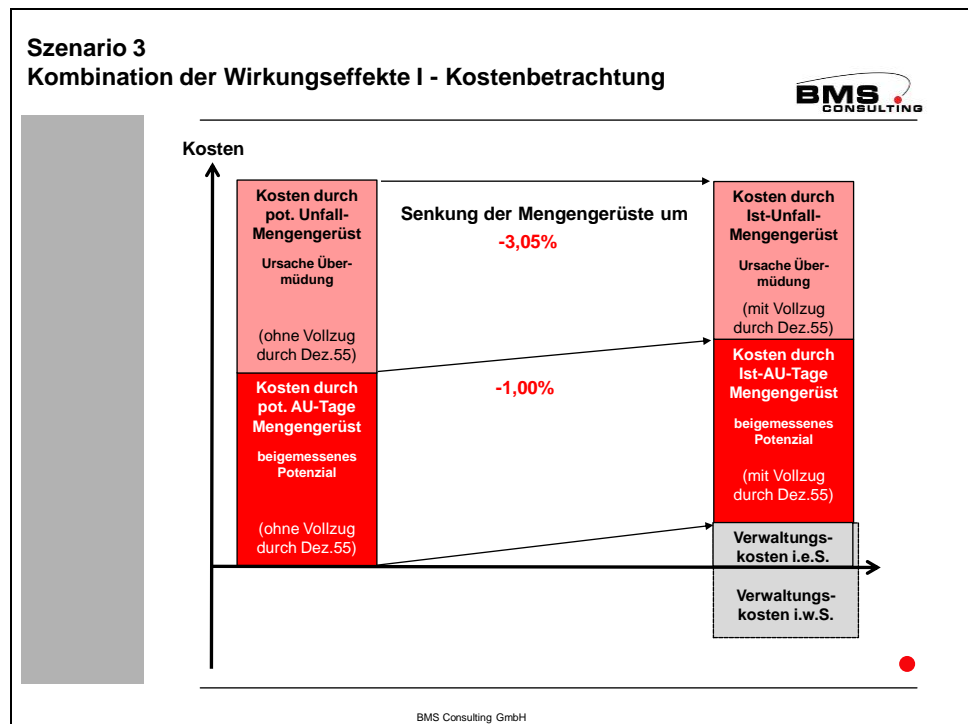 Szenario 3
Kombination der Wirkungseffekte I - Kostenbetrachtung
BMS
CONSULTING
Kosten
Kosten durch
pot. Unfall-
Mengengerüst
Ursache Über-
müdung
(ohne Vollzug
durch Dez.55)
Kosten durch
pot. AU-Tage
Mengengerüst
beigemessenes
Potenzial
(ohne Vollzug
durch Dez.55)
Senkung der Mengengerüste um
-3,05%
-1,00%
Kosten durch
Ist-Unfall-
Mengengerüst
Ursache Über-
müdung
(mit Vollzug
durch Dez.55)
Kosten durch
Ist-AU-Tage
Mengengerüst
beigemessenes
Potenzial
(mit Vollzug
durch Dez.55)
Verwaltungs-
kosten i.e.S.
Verwaltungs-
kosten i.w.S.
BMS Consulting GmbH